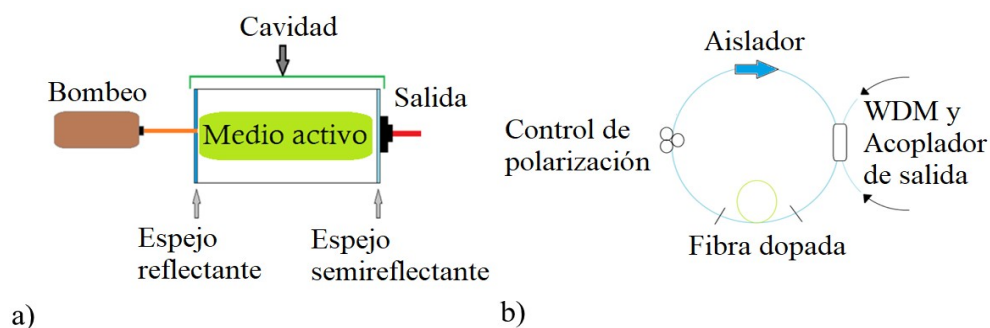 Cavidad
Bombeo
Medio activo
Salida
Espejo
reflectante
Espejo
semireflectante
a)
Aislador
Control de
polarización
WDM y
Acoplador
de salida
Fibra dopada
b)